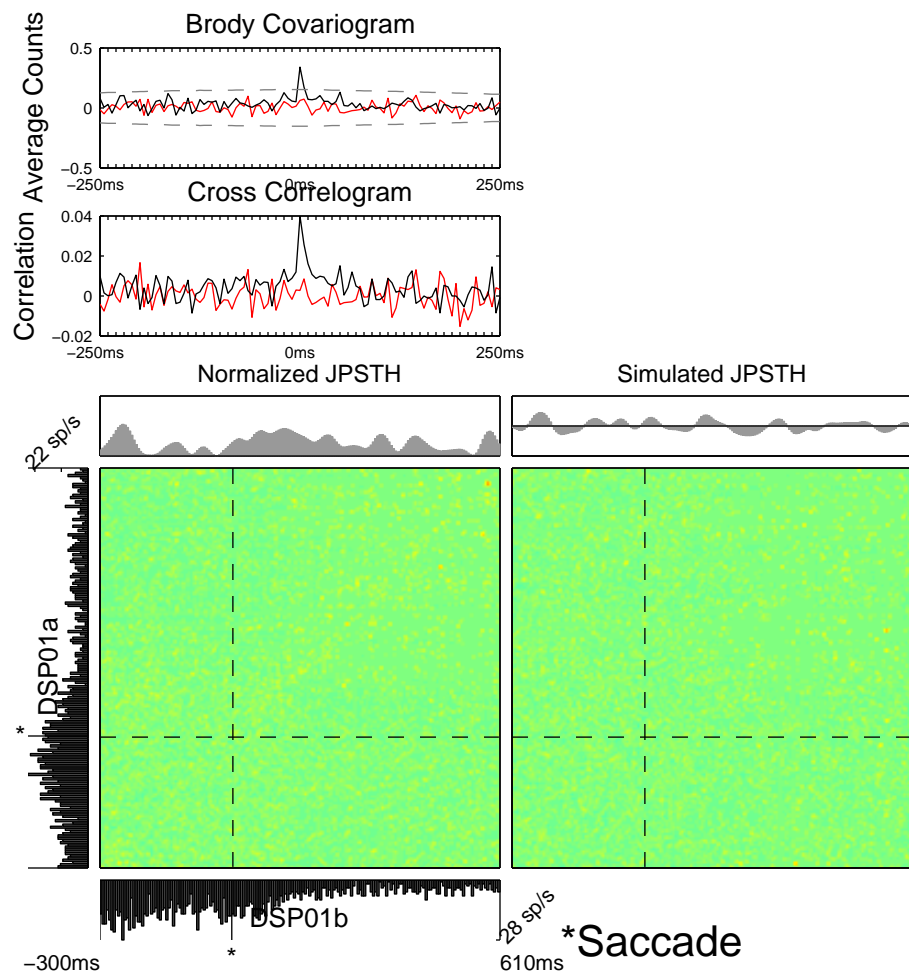 Brody Covariogram
Average Counts
0.5
0
−0.5
−250ms
0ms
250ms
Cross Correlogram
Correlation
0.04
0.02
0
−0.02
−250ms
0ms
250ms
Normalized JPSTH
Simulated JPSTH
22 sp/s
DSP01a
*
DSP01b
*
28 sp/s
*Saccade
−300ms
610ms